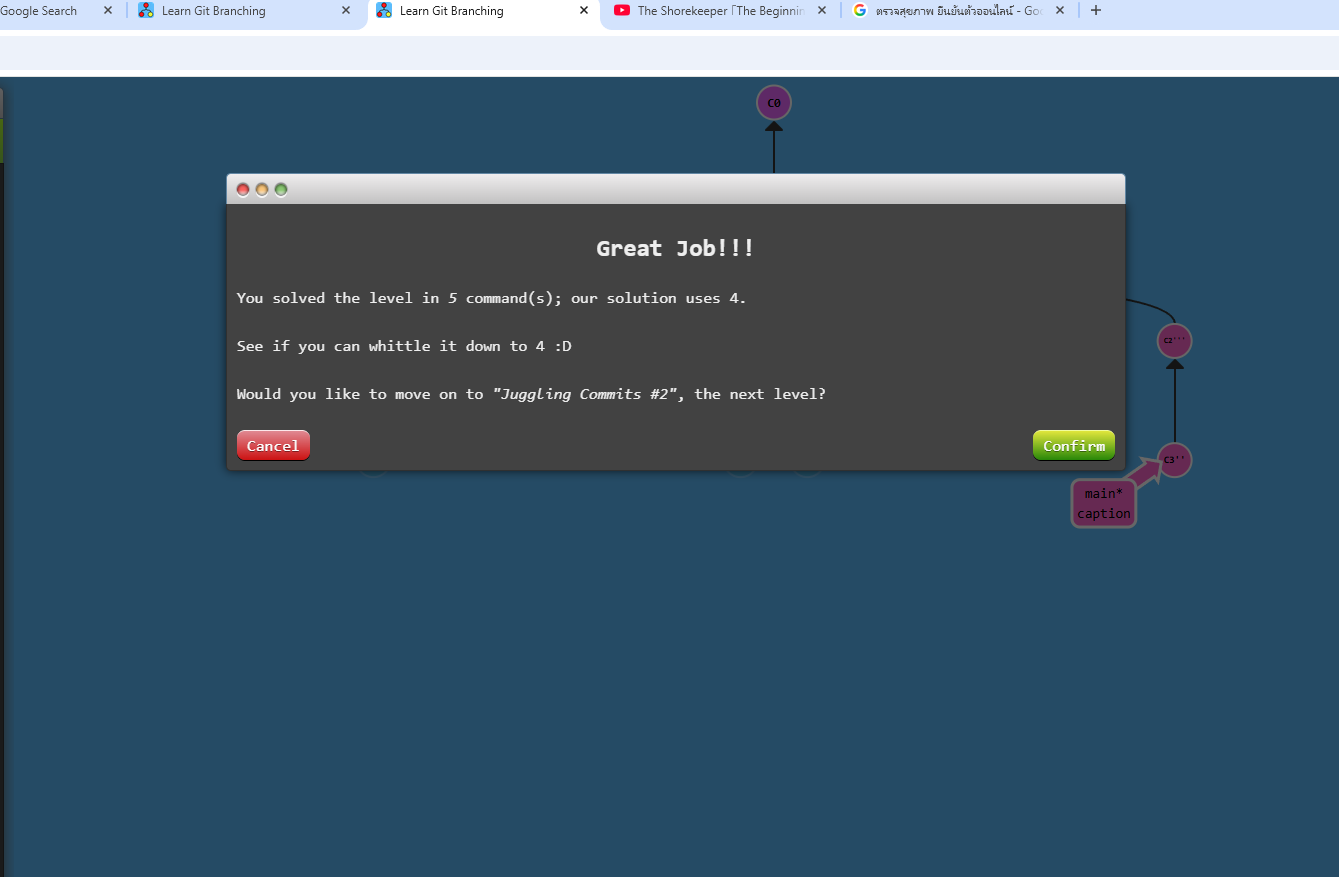 Google Search
Learn Git Branching
Learn Git Branching
The Shorekeeper「The Beginnin
ตรวจสุขภาพ ยืนยันตัวออนไลน์ - Goo
C0
Great Job!!!
You solved the level in 5 command(s); our solution uses 4.
See if you can whittle it down to 4 :D
Would you like to move on to "Juggling Commits #2", the next level?
Cancel
Confirm
C2'''
C3''
main*
caption